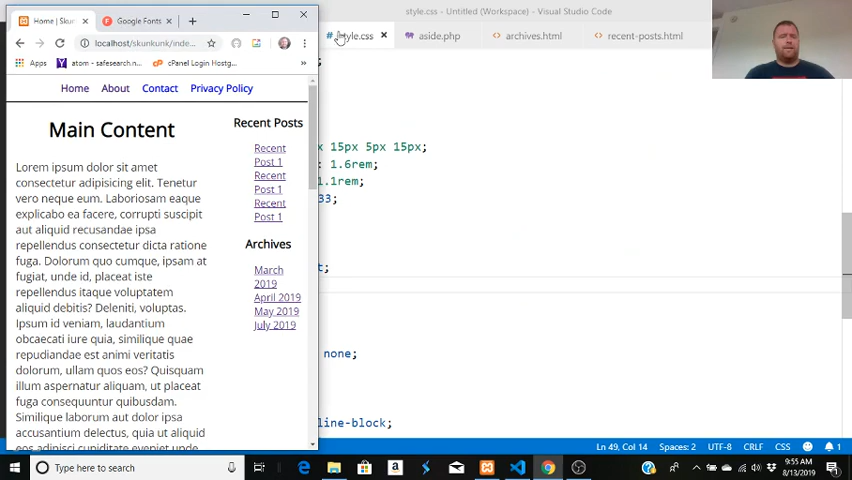 style.css - Untitled (Workspace) - Visual Studio Code
Home | Skun
Google Fonts
# style.css
aside.php
archives.html
recent-posts.html
localhost/skunkunk/inde...
Apps
atom - safesearch.n...
cPanel Login Hostg...
Home About Contact Privacy Policy
Main Content
Lorem ipsum dolor sit amet
consectetur adipisicing elit. Tenetur
vero neque eum. Laboriosam eaque
explicabo ea facere, corrupti suscipit
aut aliquid recusandae ipsa
repellendus consectetur dicta ratione
fuga. Dolorum quo cumque, ipsam at
fugiat, unde id, placeat iste
repellendus itaque voluptatem
aliquid debitis? Deleniti, voluptas.
Ipsum id veniam, laudantium
obcaecati iure quia, similique quae
repudiandae est animi veritatis
dolorem, ullam quos eos? Quisquam
illum aspernatur aliquam, ut placeat
fuga consequuntur quibusdam.
Similique laborum aut dolor ipsa
accusantium delectus, quia ut aliquid
Recent Posts
Recent
Post 1
Recent
Post 1
Recent
Post 1
Archives
March
2019
April 2019
May 2019
July 2019
;
x 15px 5px 15px;
: 1.6rem;
1.1rem;
33;
t;
none;
line-block;
Ln 49, Col 14 Spaces: 2 UTF-8 CRLF CSS 1
Type here to search
9:55 AM
8/13/2019